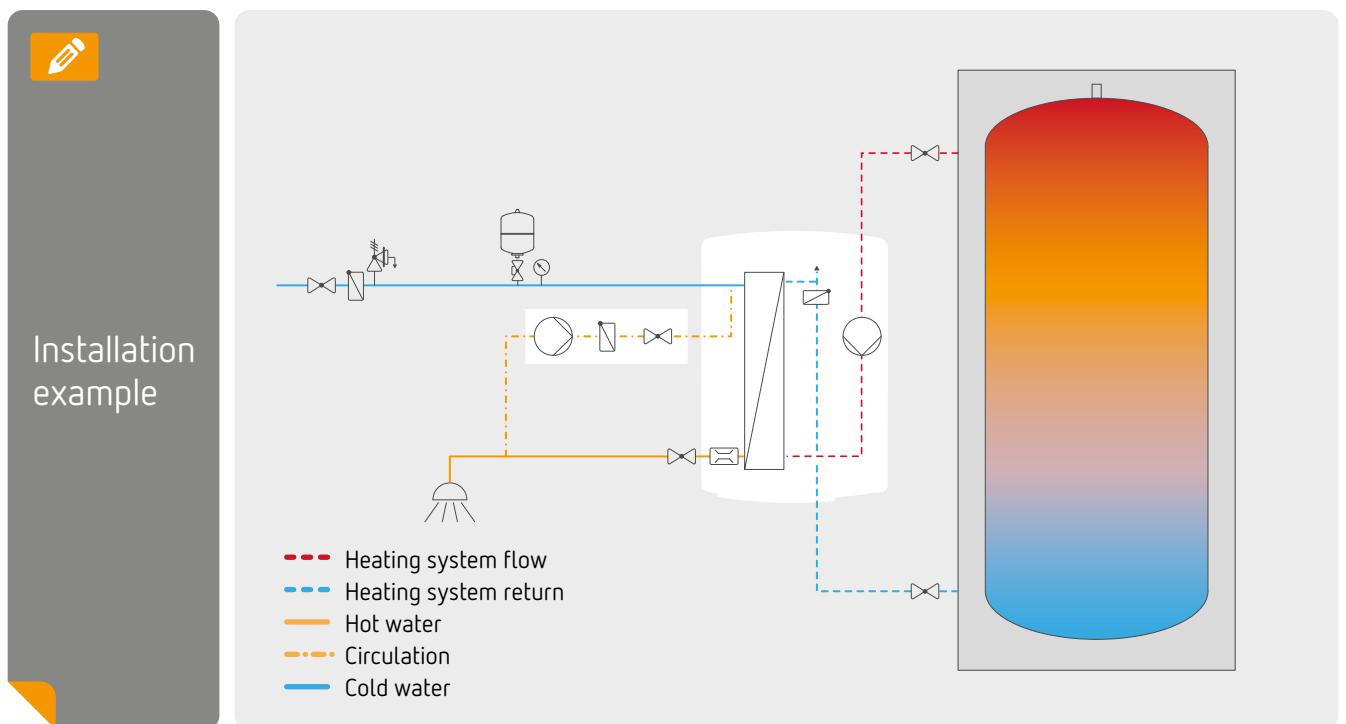 Installation
example
Heating system flow
Heating system return
Hot water
Circulation
Cold water